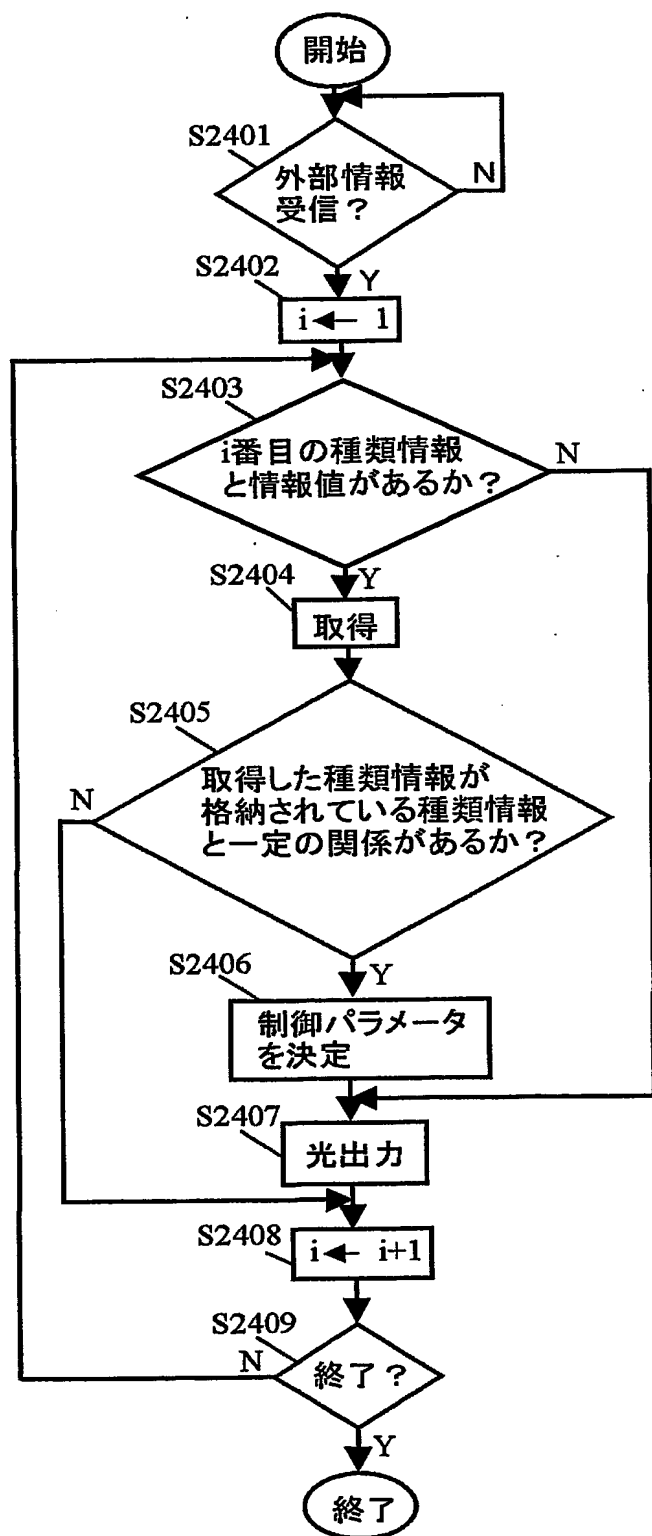 開始
S2401
外部情報
受信？
N
Y
S2402
i ← 1
S2403
i番目の種類情報
と情報値があるか？
N
Y
S2404
取得
S2405
取得した種類情報が
格納されている種類情報
と一定の関係があるか？
N
Y
S2406
制御パラメータ
を決定
S2407
光出力
S2408
i ← i+1
S2409
終了？
N
Y
終了